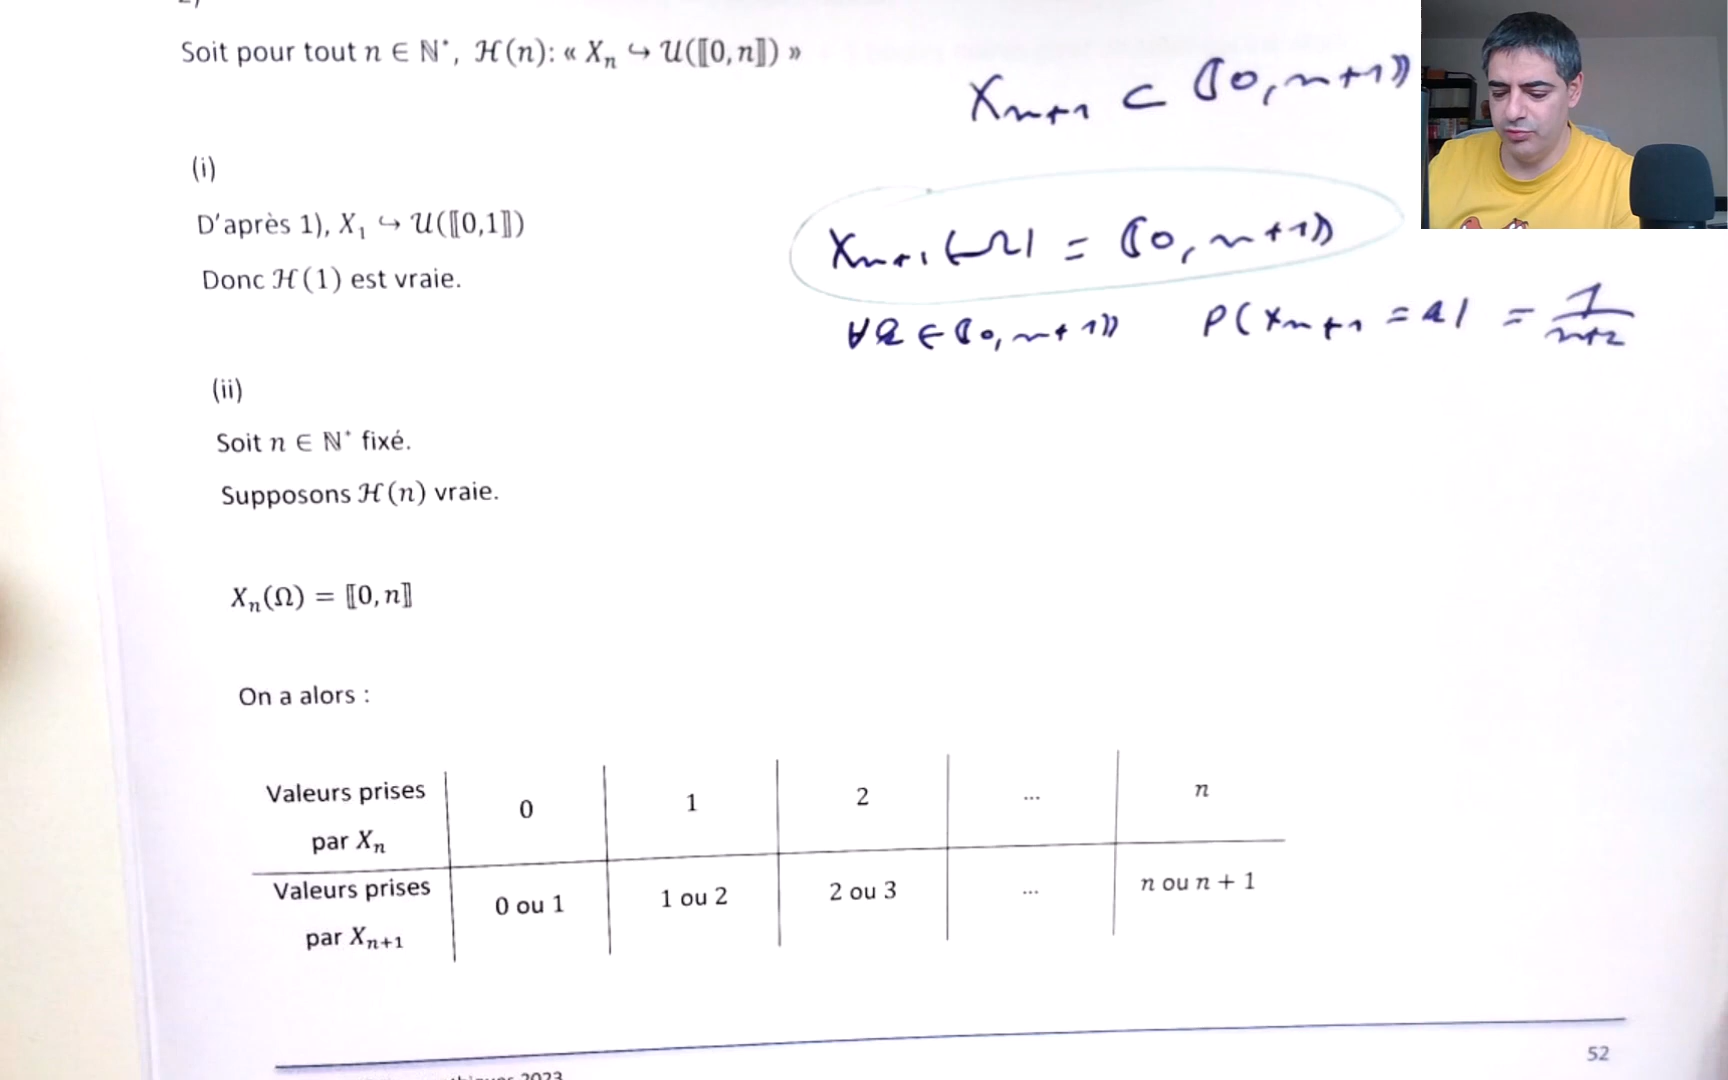 Soit pour tout n ∈ ℕ*, ℋ(n): « Xₙ ↪ 𝒰(⟦0, n⟧) »
Xₙ₊₁ ⊂ ⟦0, n+1⟧
(i)
D'après 1), X₁ ↪ 𝒰(⟦0,1⟧)
Xₙ₊₁(Ω) = ⟦0, n+1⟧
Donc ℋ(1) est vraie.
∀k ∈ ⟦0, n+1⟧ P(Xₙ₊₁ = k) = 1/(n+2)
(ii)
Soit n ∈ ℕ* fixé.
Supposons ℋ(n) vraie.
Xₙ(Ω) = ⟦0, n⟧
On a alors :
Valeurs prises par Xₙ 0 1 2 ... n
Valeurs prises par Xₙ₊₁ 0 ou 1 1 ou 2 2 ou 3 ... n ou n + 1
52
2023